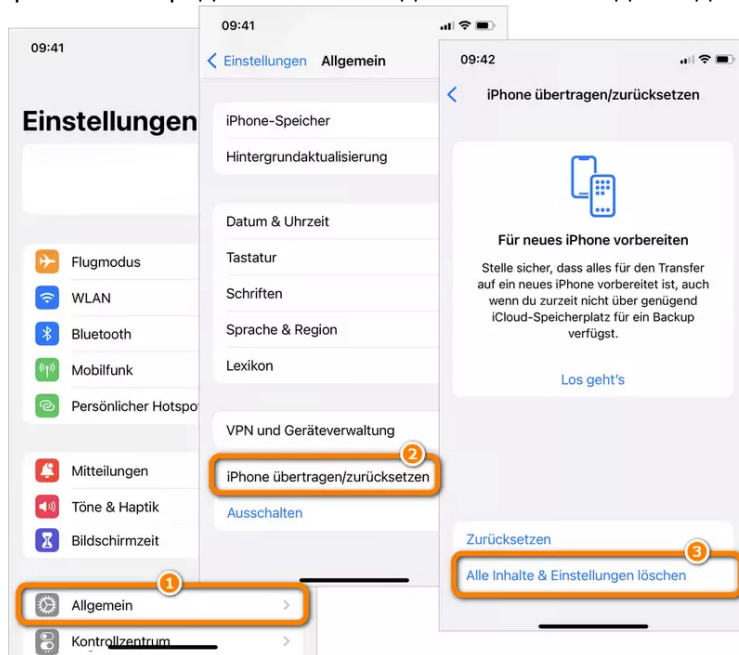 09:41
Einstellungen
Flugmodus
WLAN
Bluetooth
Mobilfunk
Persönlicher Hotspo
Mitteilungen
Töne & Haptik
Bildschirmzeit
1
Allgemein
Kontrollzentrum
09:41
Einstellungen Allgemein
iPhone-Speicher
Hintergrundaktualisierung
Datum & Uhrzeit
Tastatur
Schriften
Sprache & Region
Lexikon
VPN und Geräteverwaltung
2
iPhone übertragen/zurücksetzen
Ausschalten
09:42
iPhone übertragen/zurücksetzen
Für neues iPhone vorbereiten
Stelle sicher, dass alles für den Transfer
auf ein neues iPhone vorbereitet ist, auch
wenn du zurzeit nicht über genügend
iCloud-Speicherplatz für ein Backup
verfügst.
Los geht's
Zurücksetzen
3
Alle Inhalte & Einstellungen löschen